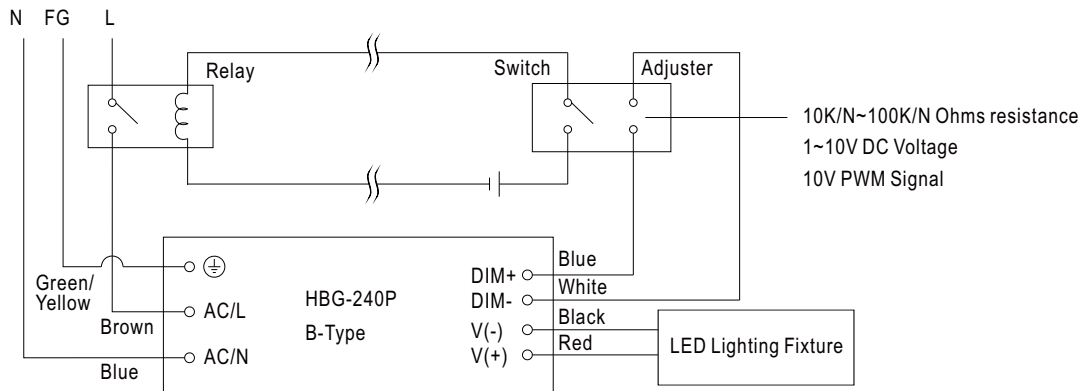 N FG L
Relay
Switch
Adjuster
10K/N~100K/N Ohms resistance
1~10V DC Voltage
10V PWM Signal
Green/
Yellow
Brown
Blue
AC/L
AC/N
HBG-240P
B-Type
DIM+
DIM-
V(-)
V(+)
Blue
White
Black
Red
LED Lighting Fixture